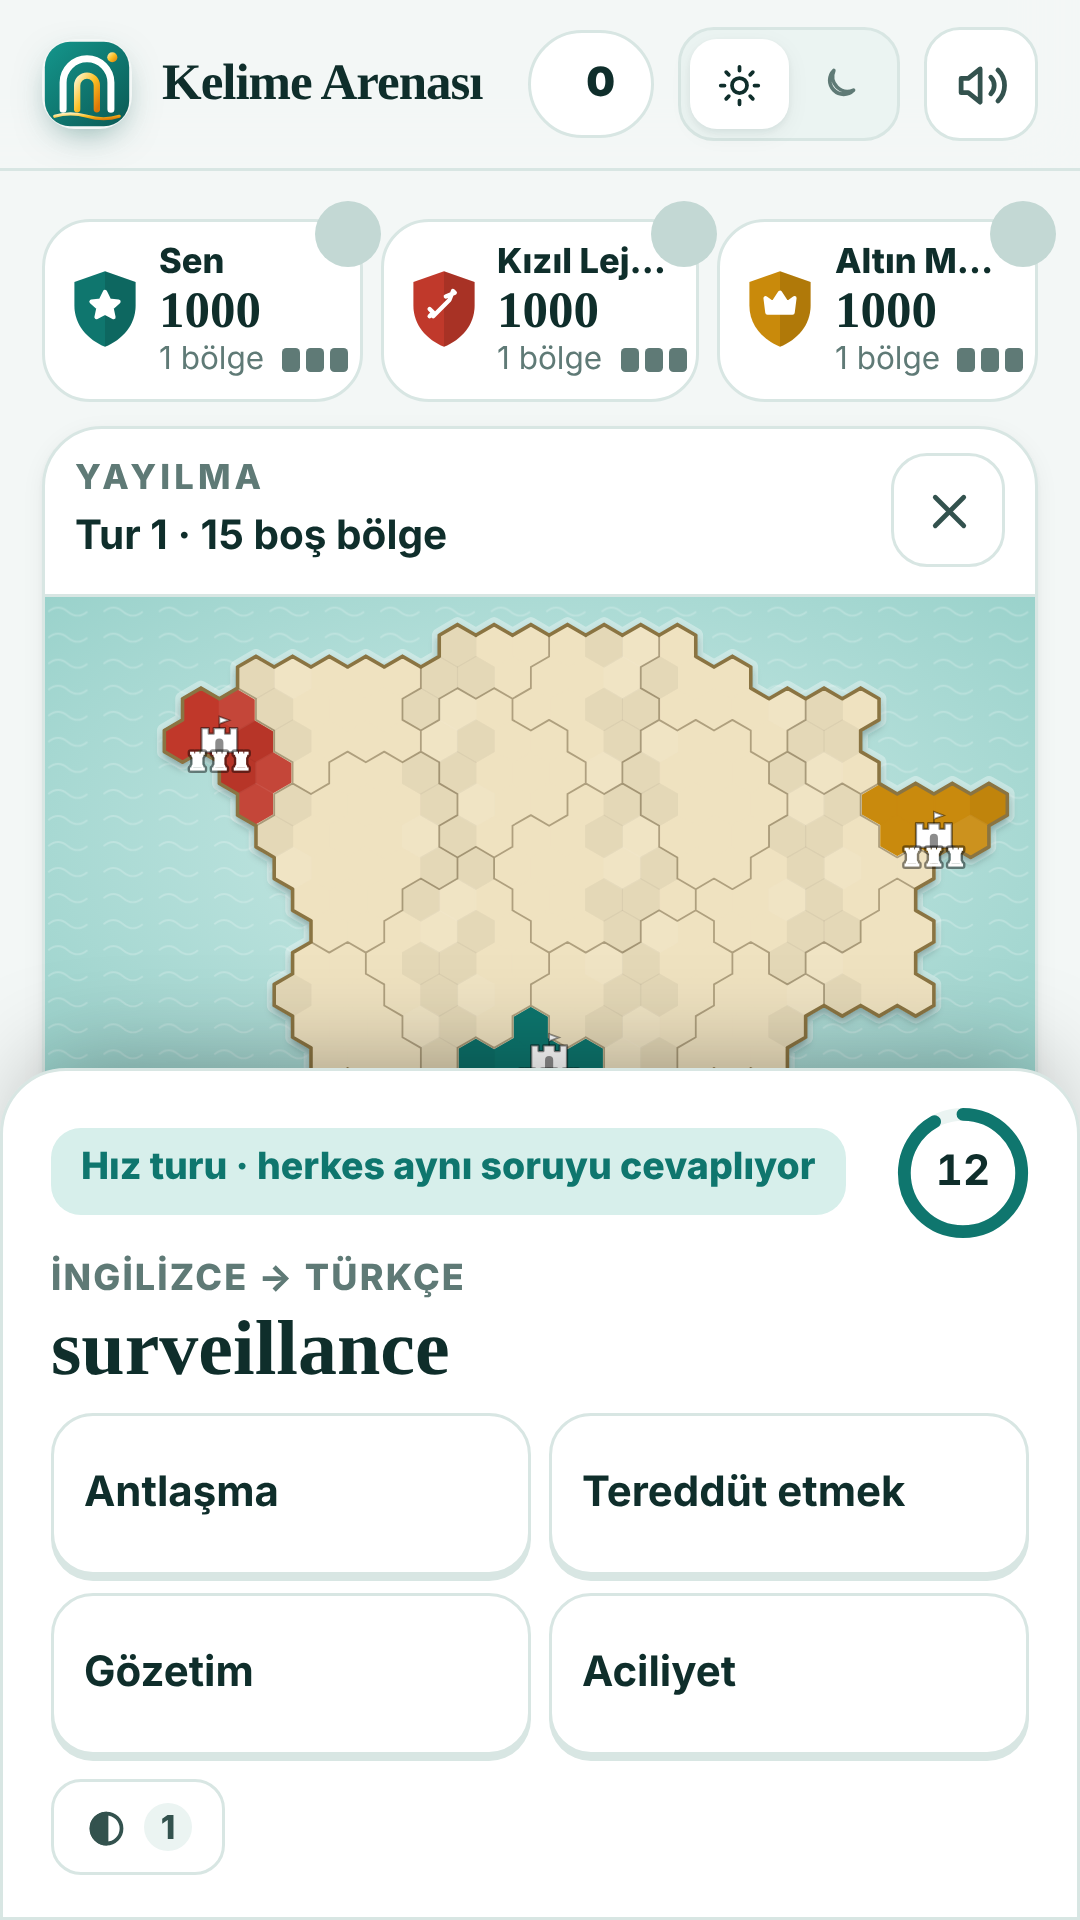 Kelime Arenası
0
Sen
1000
1 bölge
Kızıl Lej...
1000
1 bölge
Altın M...
1000
1 bölge
YAYILMA
Tur 1 · 15 boş bölge
Hız turu · herkes aynı soruyu cevaplıyor
12
İNGİLİZCE → TÜRKÇE
surveillance
Antlaşma
Tereddüt etmek
Gözetim
Aciliyet
1